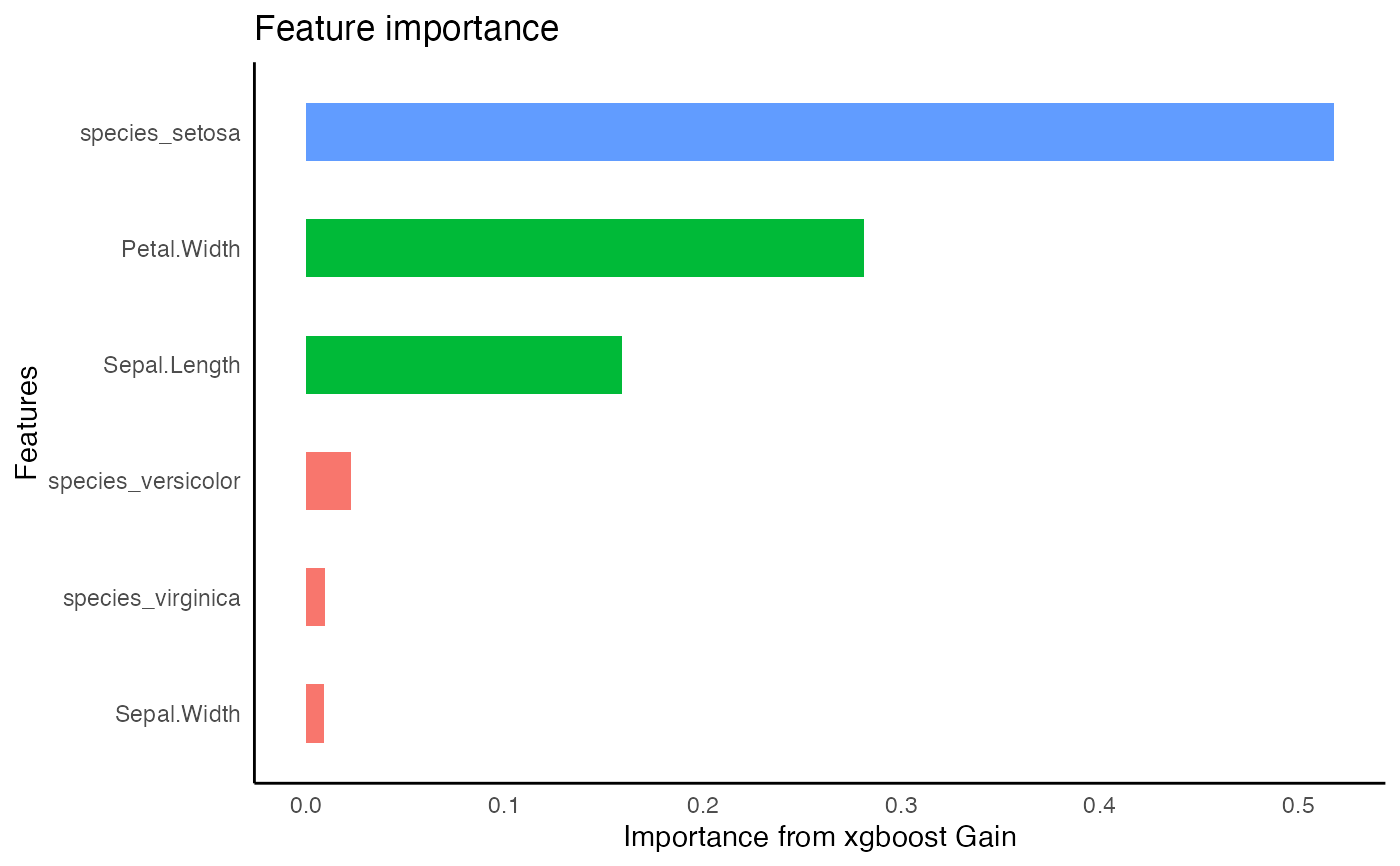 Feature importance
Features
species_setosa
Petal.Width
Sepal.Length
species_versicolor
species_virginica
Sepal.Width
0.0 0.1 0.2 0.3 0.4 0.5
Importance from xgboost Gain